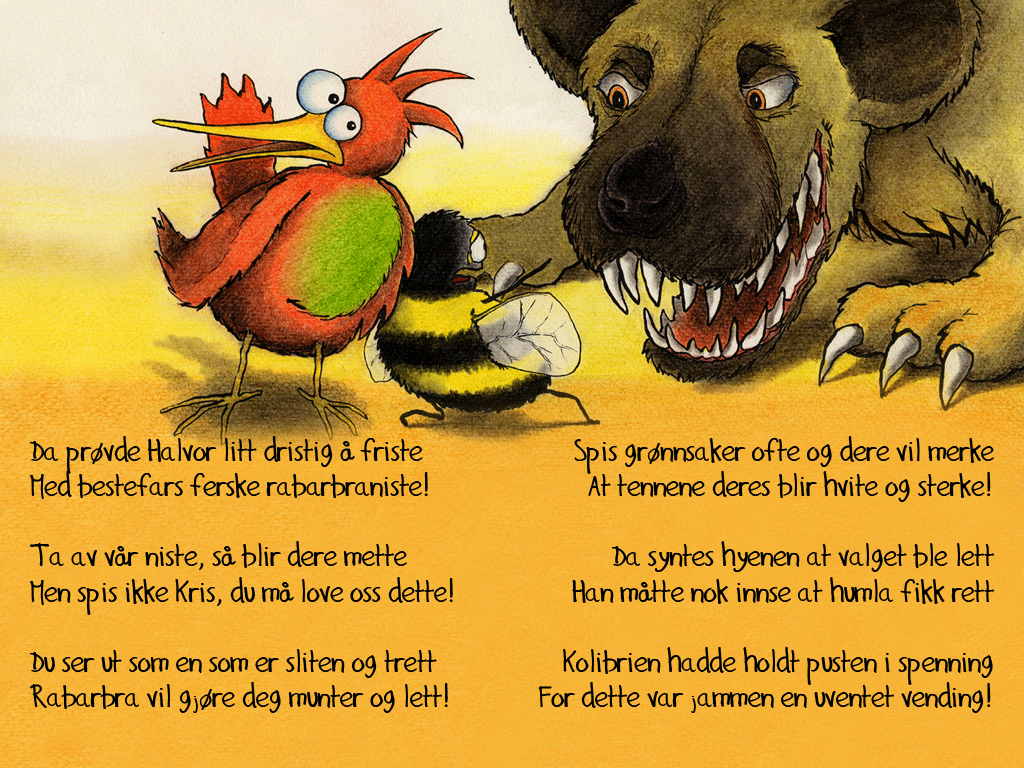 Da prøvde Halvor litt dristig å friste
Med bestefars ferske rabarbraniste!
Ta av vår niste, så blir dere mette
Men spis ikke Kris, du må love oss dette!
Du ser ut som en som er sliten og trett
Rabarbra vil gjøre deg munter og lett!
Spis grønnsaker ofte og dere vil merke
At tennene deres blir hvite og sterke!
Da syntes hyenen at valget ble lett
Han måtte nok innse at humla fikk rett
Kolibrien hadde holdt pusten i spenning
For dette var jammen en uventet vending!